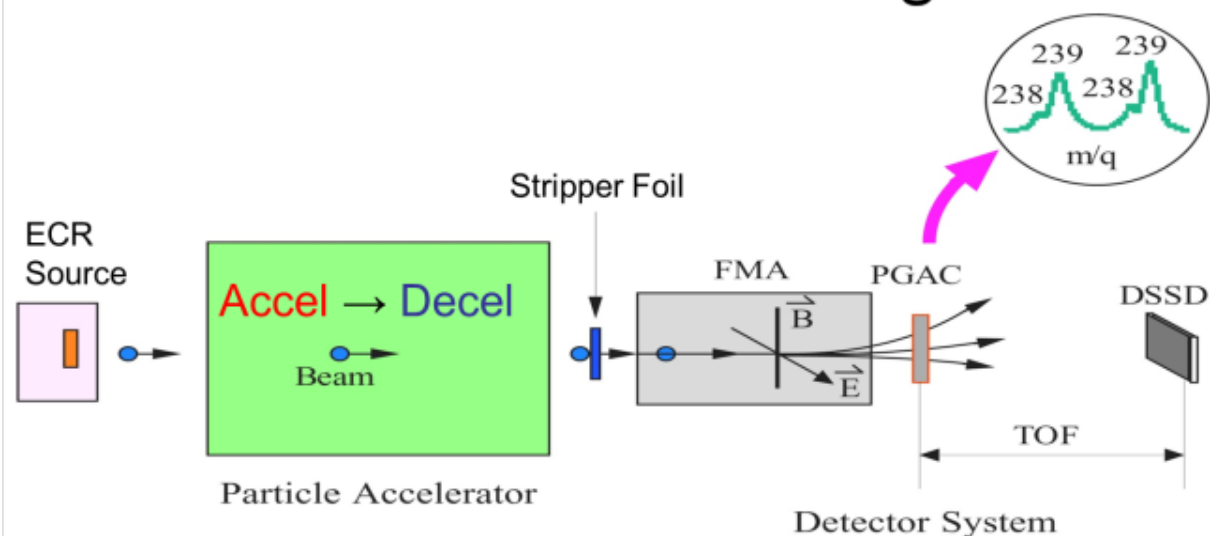 239
239
238
238
m/q
Stripper Foil
ECR
Source
FMA
PGAC
DSSD
Accel → Decel
B
Beam
E
TOF
Particle Accelerator
Detector System